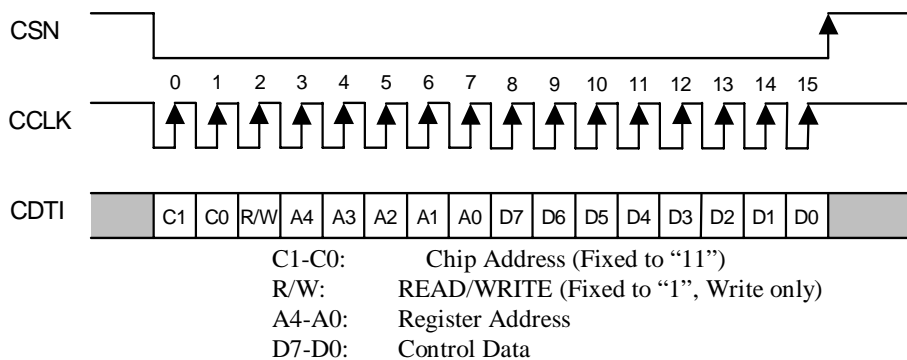 CSN
0 1 2 3 4 5 6 7 8 9 10 11 12 13 14 15
CCLK
CDTI C1 C0 R/W A4 A3 A2 A1 A0 D7 D6 D5 D4 D3 D2 D1 D0
C1-C0: Chip Address (Fixed to “11”)
R/W: READ/WRITE (Fixed to “1”, Write only)
A4-A0: Register Address
D7-D0: Control Data